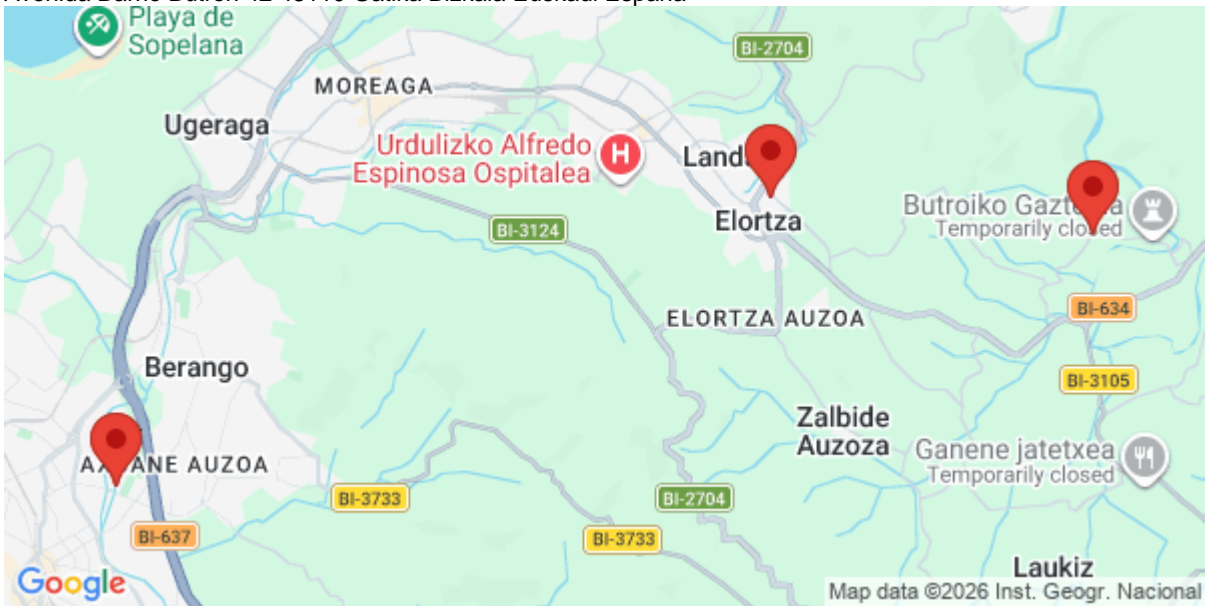 Playa de
Sopelana
BI-2704
MOREAGA
Ugeraga
Urdulizko Alfredo
Espinosa Ospitalea
H
Elortza
Temporarily closed
BI-3124
ELORTZA AUZOA
BI-634
Berango
BI-3105
Zalbide
Auzoza
Ganene jatetxea
Temporarily closed
AUZOA
BI-3733
BI-2704
BI-637
BI-3733
Laukiz
Google
Map data ©2026 Inst. Geogr. Nacional